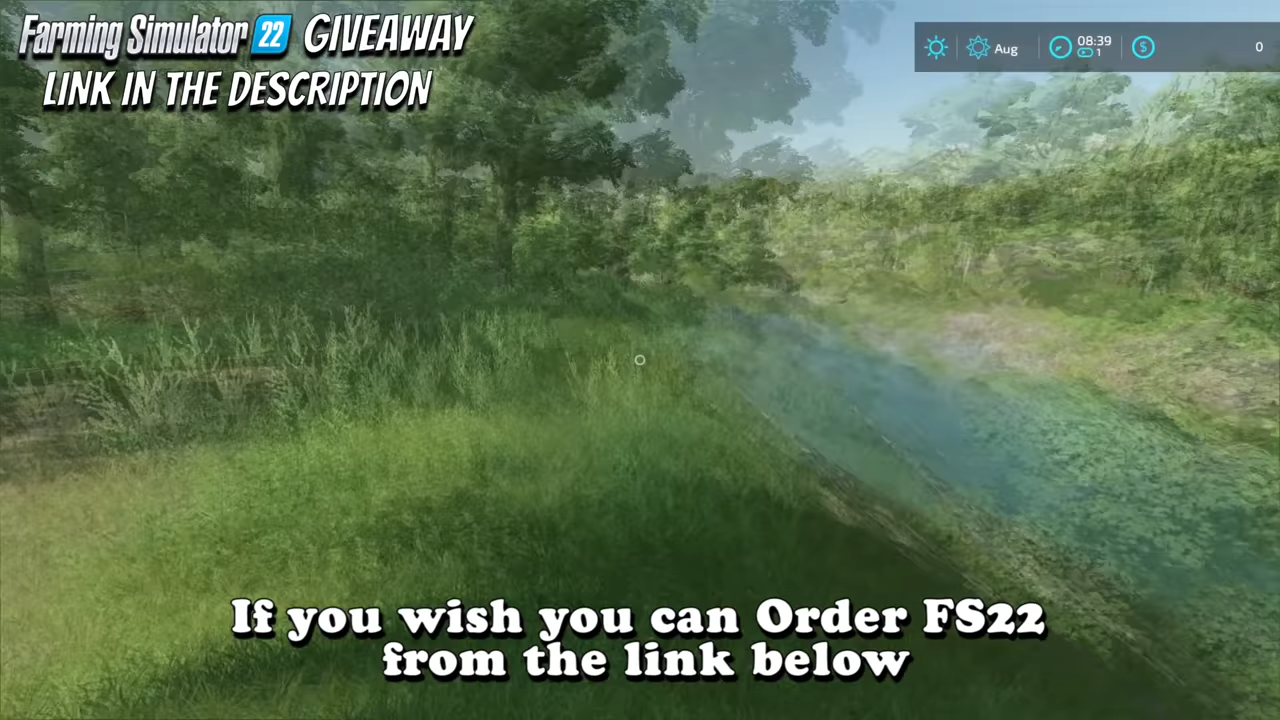 Farming Simulator 22 GIVEAWAY
LINK IN THE DESCRIPTION
Aug
08:39
1
$
0
If you wish you can Order FS22
from the link below